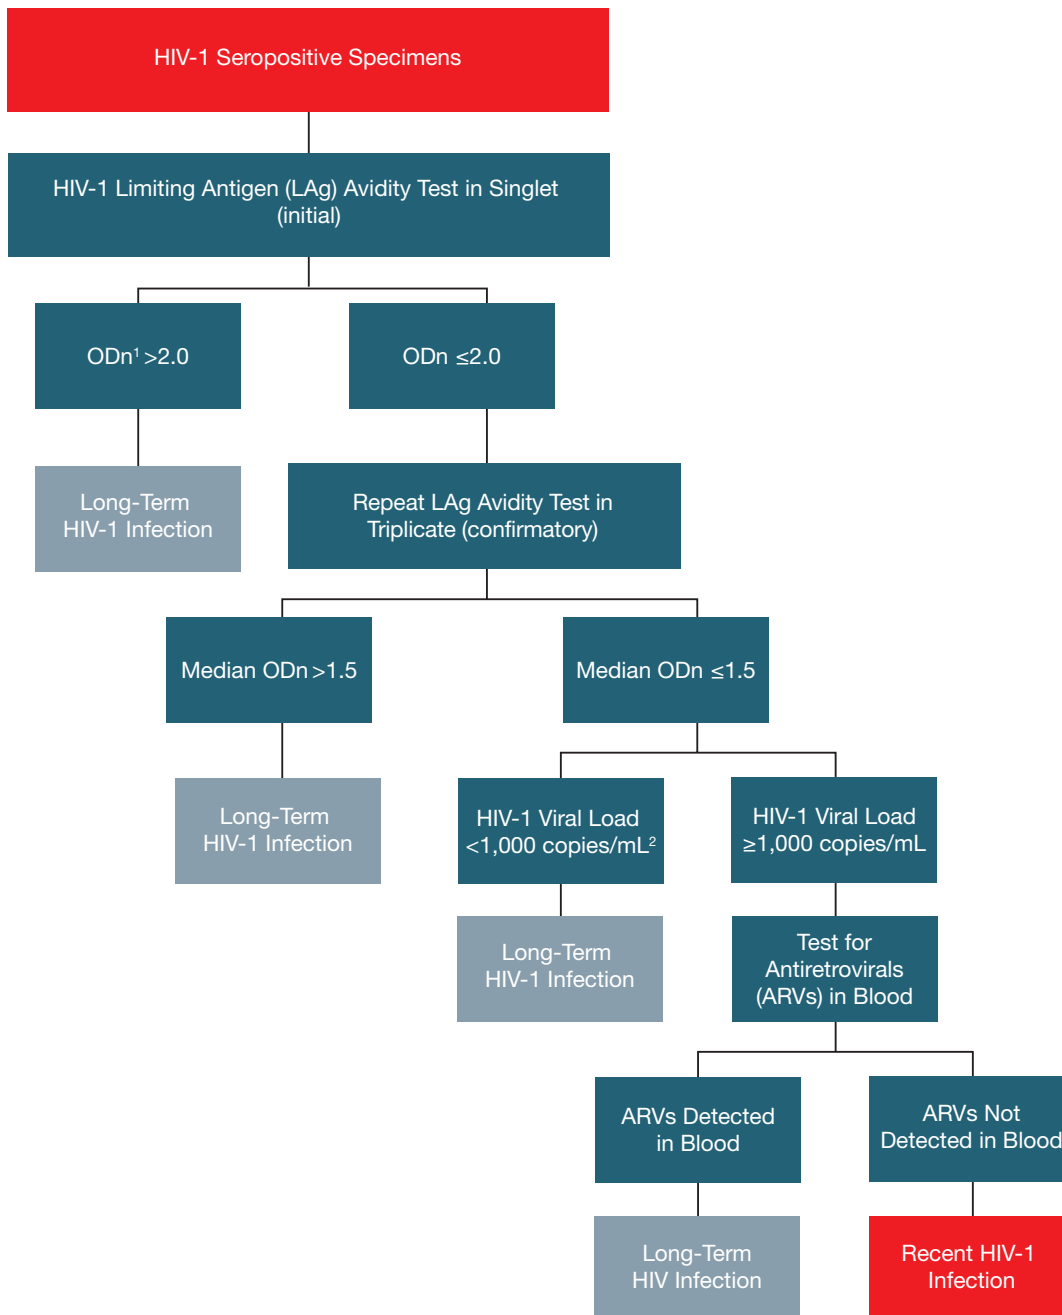 HIV-1 Seropositive Specimens
HIV-1 Limiting Antigen (LAg) Avidity Test in Singlet
(initial)
ODn¹ >2.0
ODn ≤2.0
Long-Term
HIV-1 Infection
Repeat LAg Avidity Test in
Triplicate (confirmatory)
Median ODn >1.5
Median ODn ≤1.5
Long-Term
HIV-1 Infection
HIV-1 Viral Load
<1,000 copies/mL²
HIV-1 Viral Load
≥1,000 copies/mL
Long-Term
HIV-1 Infection
Test for
Antiretrovirals
(ARVs) in Blood
ARVs Detected
in Blood
ARVs Not
Detected in Blood
Long-Term
HIV Infection
Recent HIV-1
Infection